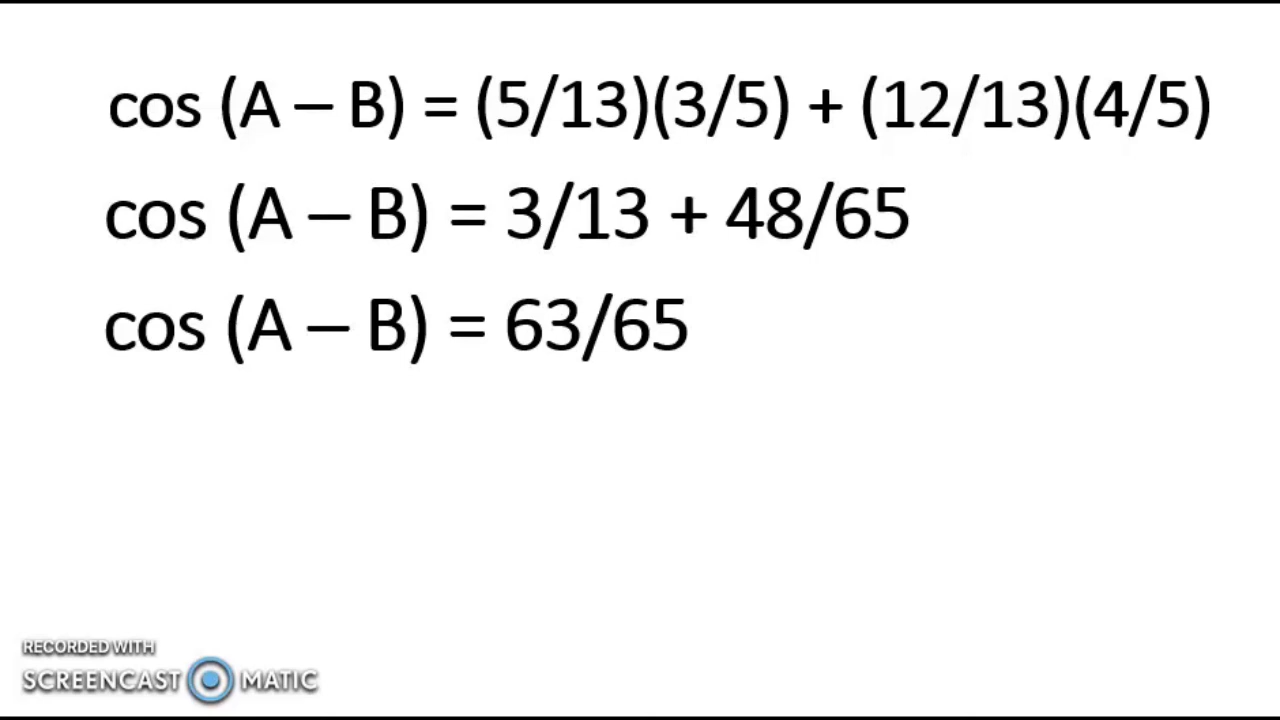 cos (A – B) = (5/13)(3/5) + (12/13)(4/5)
cos (A – B) = 3/13 + 48/65
cos (A – B) = 63/65
RECORDED WITH
SCREENCAST MATIC